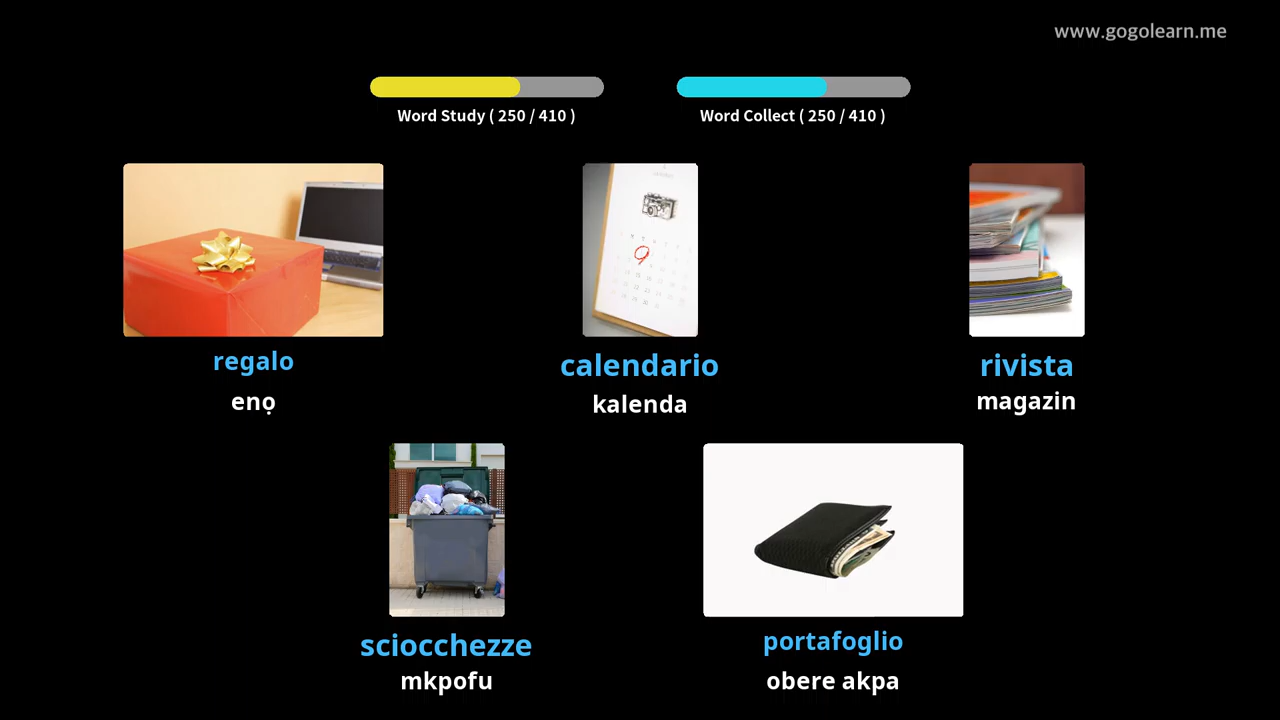 www.gogolearn.me
Word Study ( 250 / 410 )
Word Collect ( 250 / 410 )
regalo
enọ
calendario
kalenda
rivista
magazin
sciocchezze
mkpofu
portafoglio
obere akpa